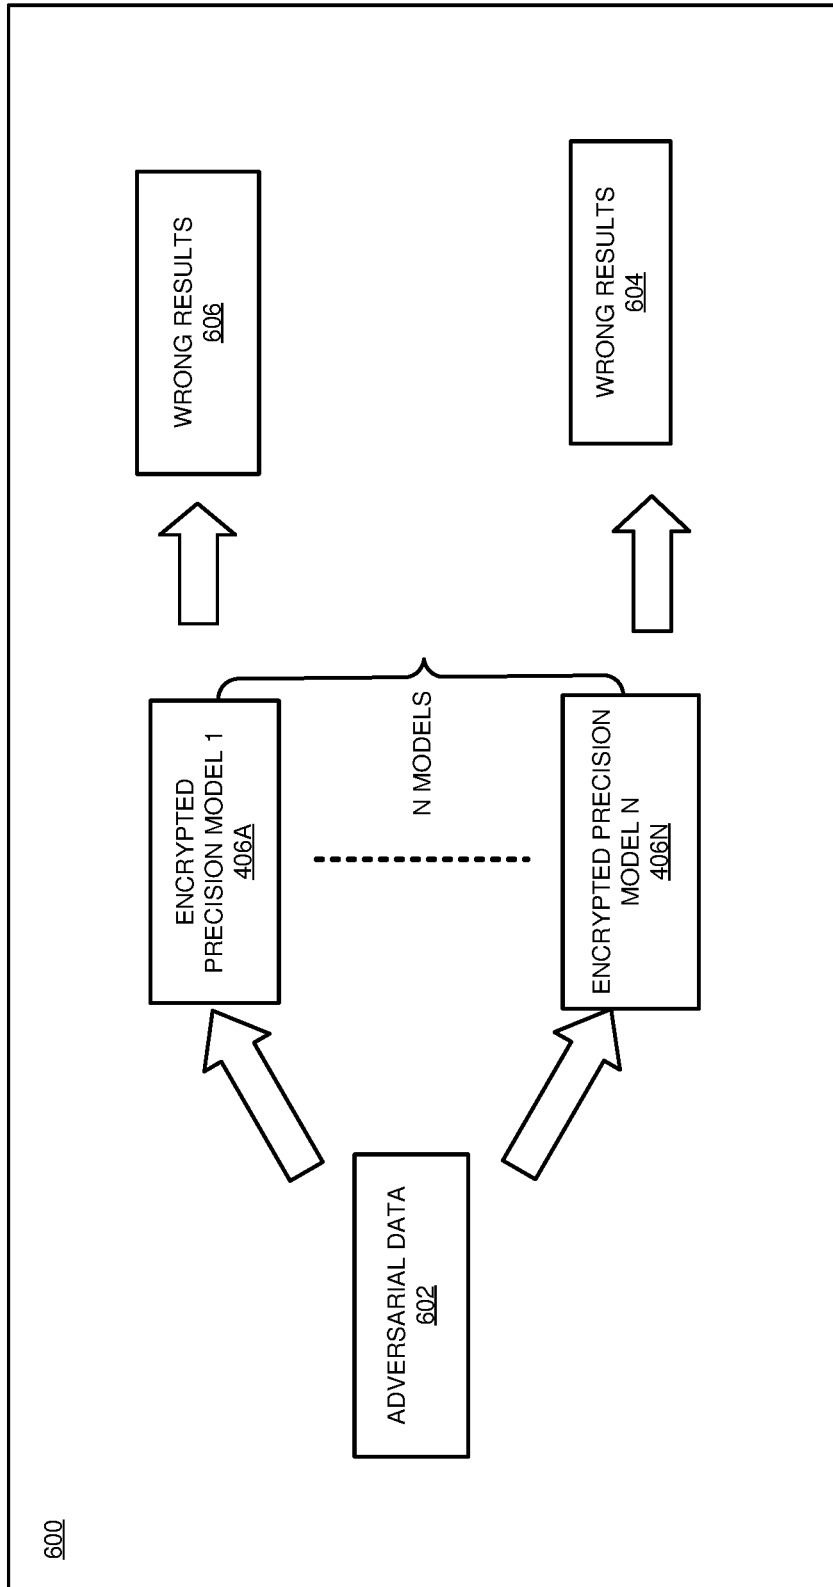 600
ADVERSARIAL DATA
602
ENCRYPTED
PRECISION MODEL 1
406A
N MODELS
ENCRYPTED PRECISION
MODEL N
406N
WRONG RESULTS
606
WRONG RESULTS
604